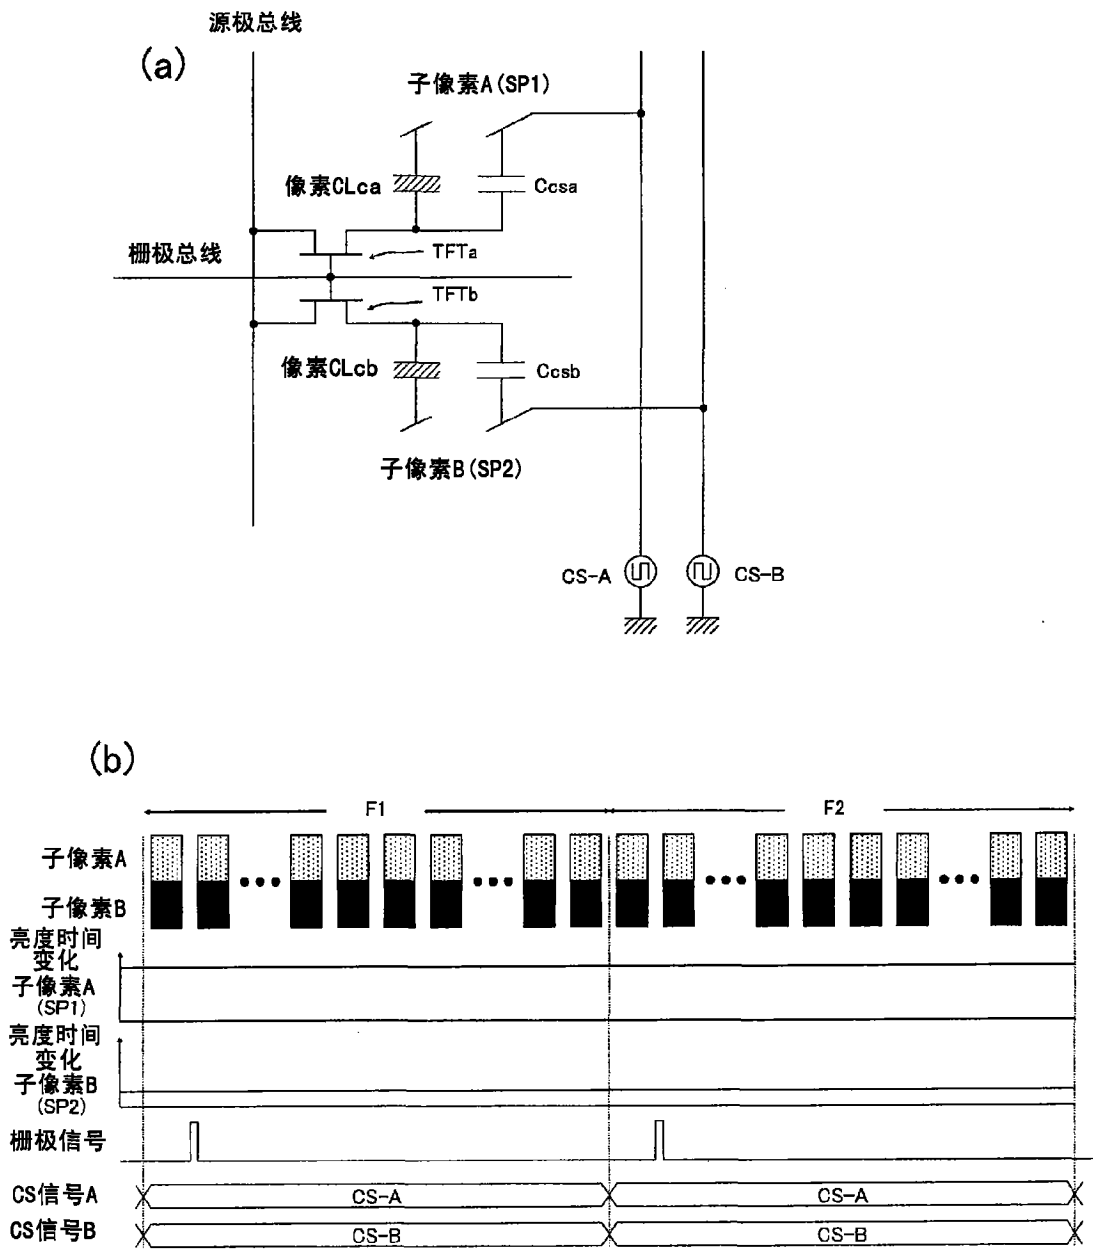 源极总线
(a)
子像素A(SP1)
像素CLca
Ccsa
栅极总线
TFTa
TFTb
像素CLcb
Ccsb
子像素B(SP2)
CS-A
CS-B
(b)
F1
F2
子像素A
子像素B
亮度时间
变化
子像素A
(SP1)
亮度时间
变化
子像素B
(SP2)
栅极信号
CS信号A
CS-A
CS-A
CS信号B
CS-B
CS-B